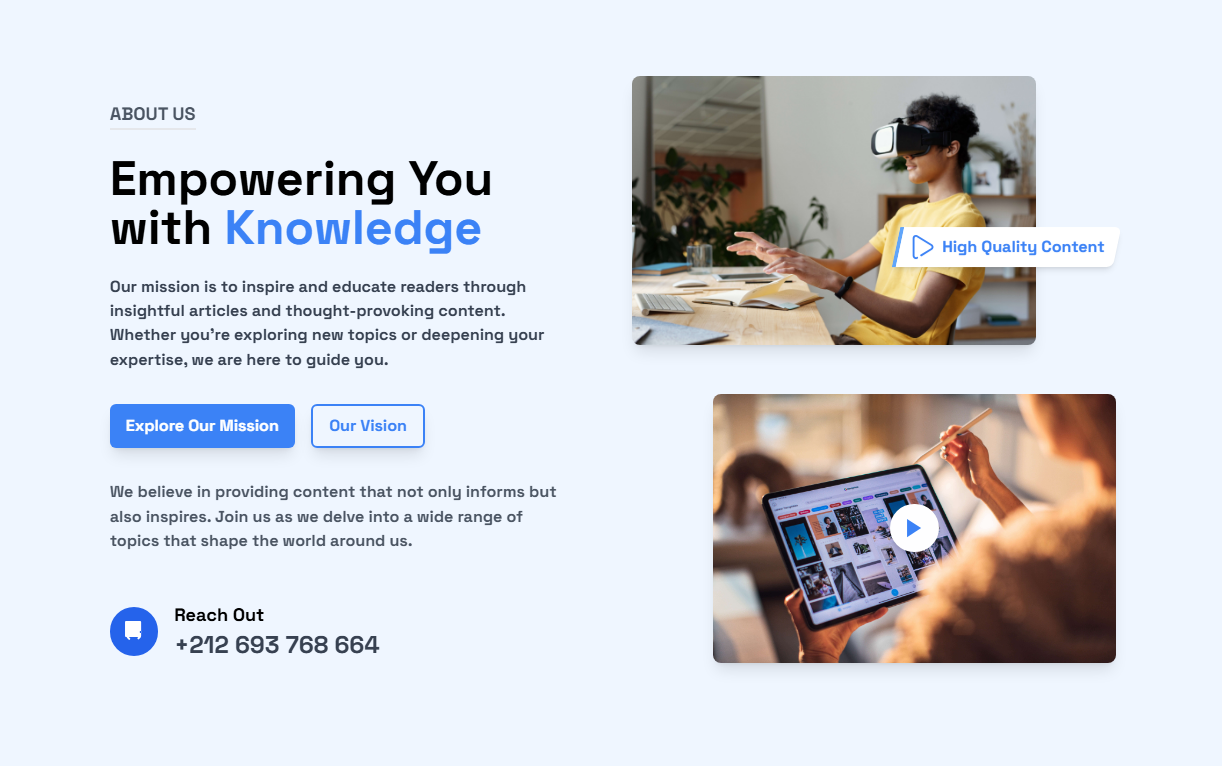 ABOUT US
Empowering You
with Knowledge
Our mission is to inspire and educate readers through
insightful articles and thought-provoking content.
Whether you're exploring new topics or deepening your
expertise, we are here to guide you.
Explore Our Mission
Our Vision
We believe in providing content that not only informs but
also inspires. Join us as we delve into a wide range of
topics that shape the world around us.
Reach Out
+212 693 768 664
High Quality Content